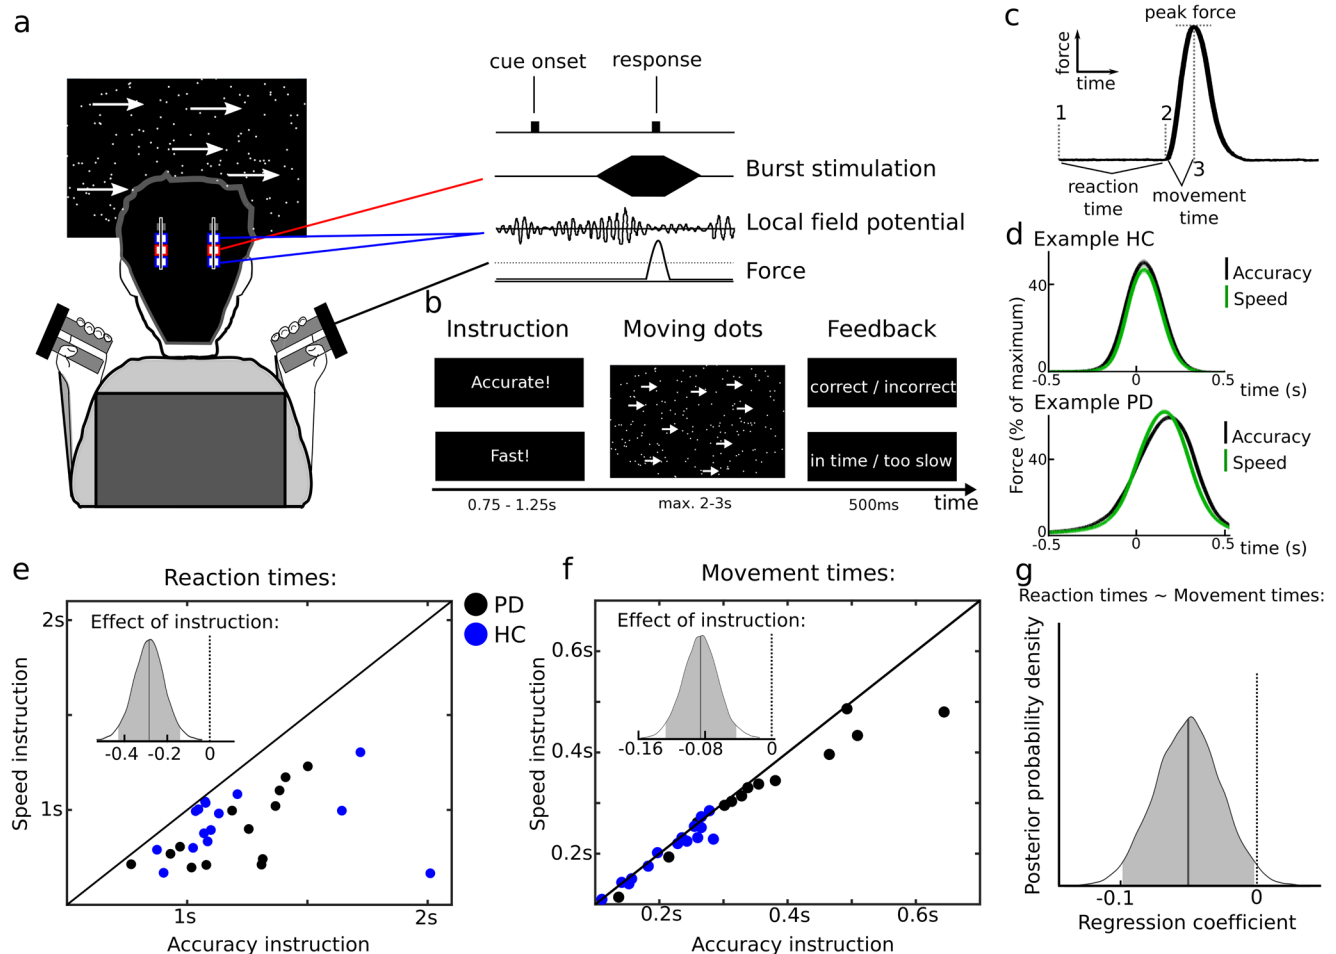 a
cue onset
response
Burst stimulation
Local field potential
Force
b
Instruction
Moving dots
Feedback
Accurate!
correct / incorrect
Fast!
in time / too slow
0.75 - 1.25s
max. 2-3s
500ms
time
c
peak force
force
time
1
2
3
reaction
time
movement
time
d
Example HC
Accuracy
Speed
40
0
-0.5
0
0.5
time (s)
Example PD
Accuracy
Speed
40
0
-0.5
0
0.5
time (s)
Force (% of maximum)
e
Reaction times:
PD
HC
2s
Effect of instruction:
-0.4
-0.2
0
1s
Speed instruction
1s
2s
Accuracy instruction
f
Movement times:
Effect of instruction:
0.6s
-0.16
-0.08
0
0.4s
0.2s
Speed instruction
0.2s
0.4s
0.6s
Accuracy instruction
g
Reaction times ~ Movement times:
Posterior probability density
-0.1
0
Regression coefficient